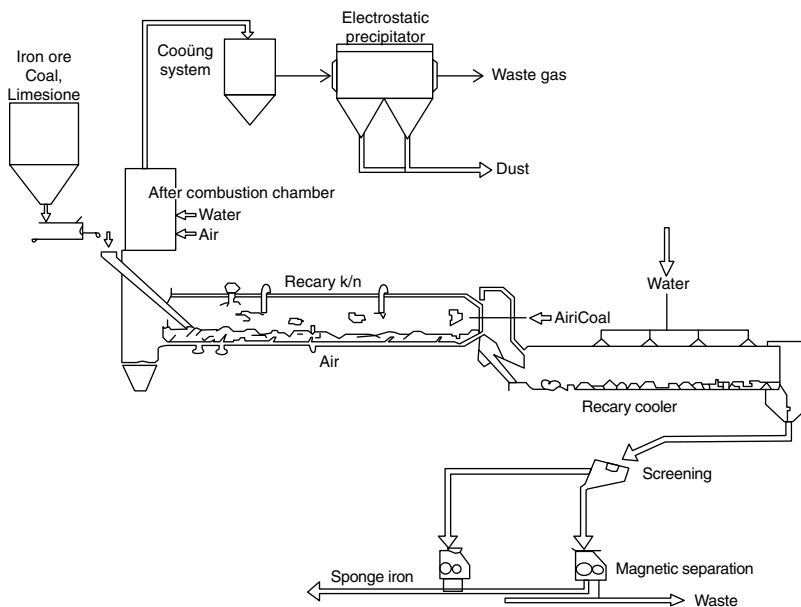 Iron ore
Coal,
Limesione
Cooüng
system
Electrostatic
precipitator
Waste gas
Dust
After combustion chamber
Water
Air
Recary k/n
AiriCoal
Air
Water
Recary cooler
Screening
Magnetic separation
Sponge iron
Waste